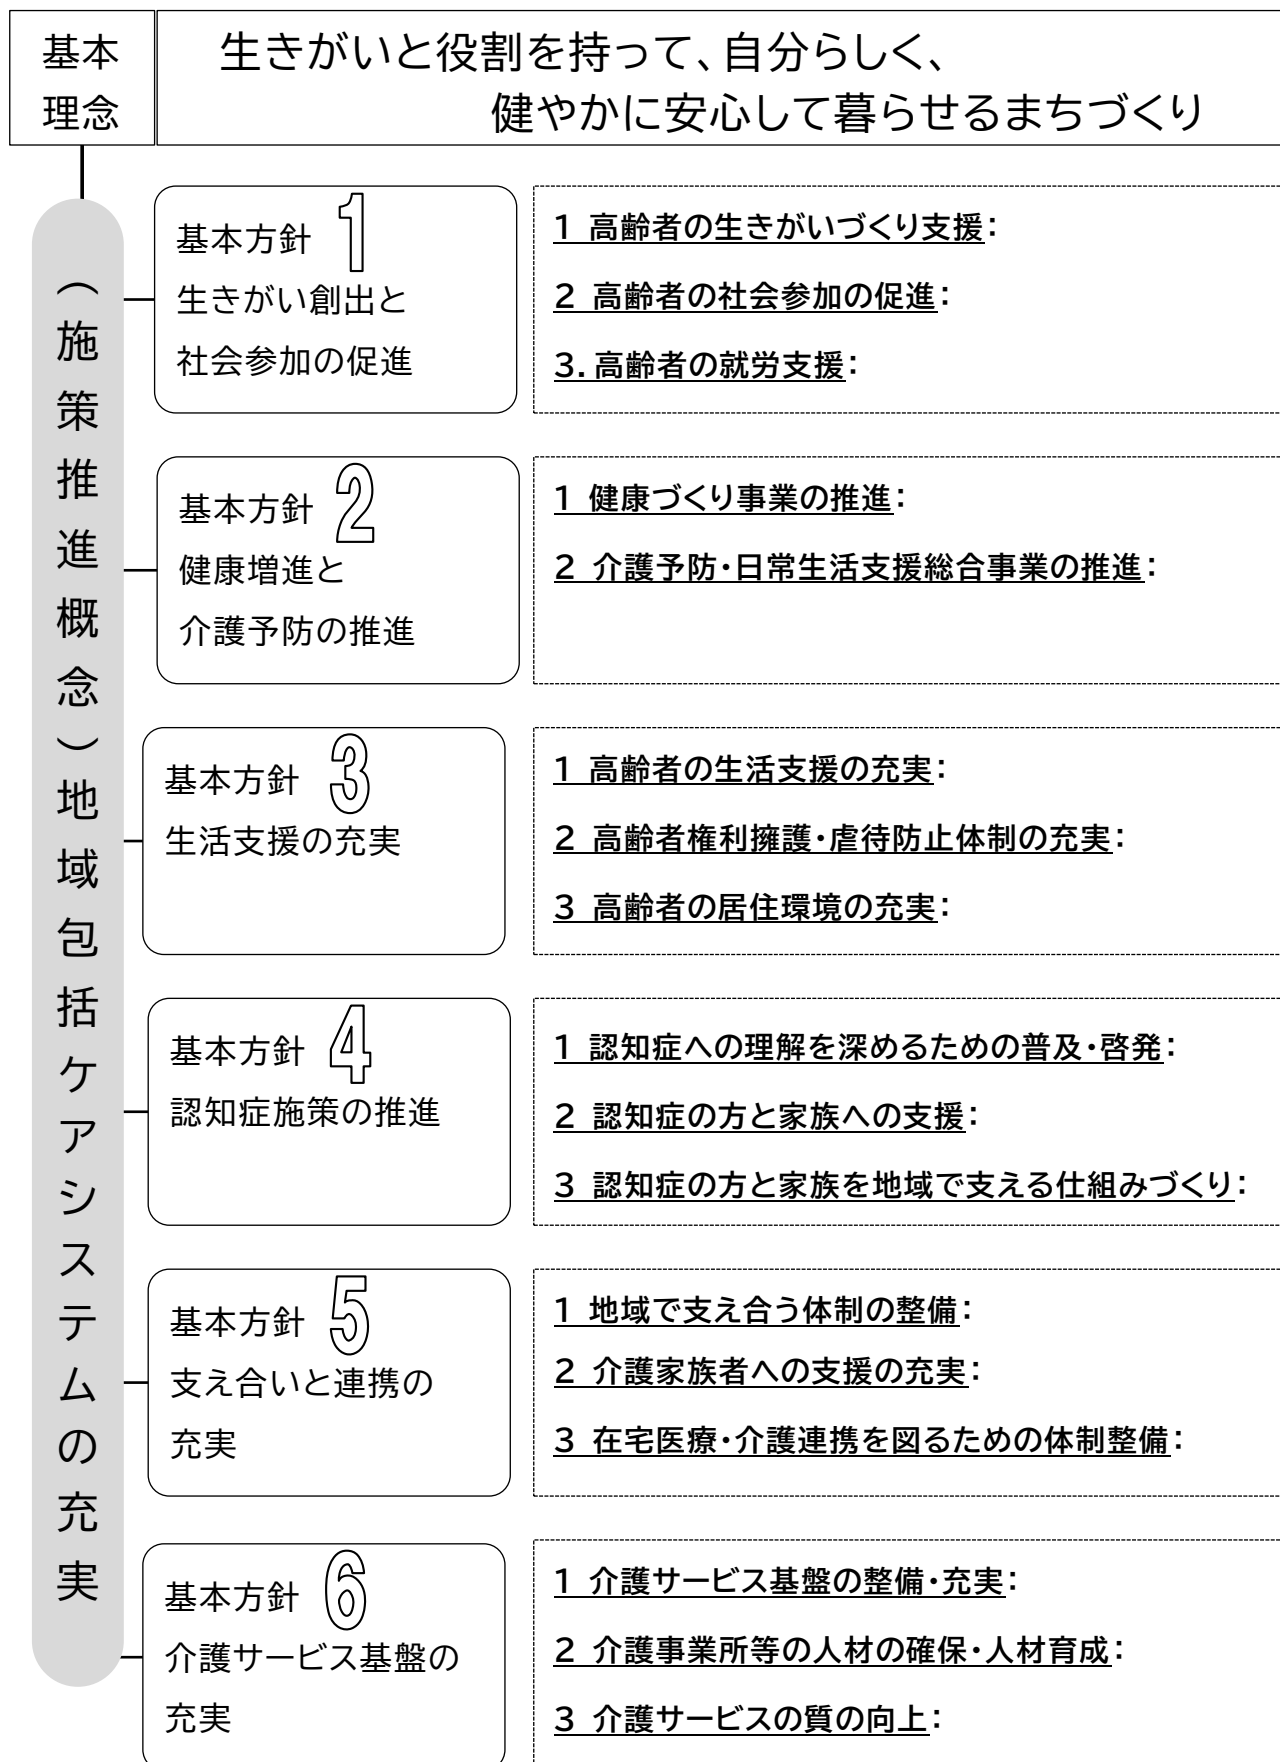 基本
理念
生きがいと役割を持って、自分らしく、
健やかに安心して暮らせるまちづくり
（施策推進概念）地域包括ケアシステムの充実
基本方針 1
生きがい創出と
社会参加の促進
1 高齢者の生きがいづくり支援：
2 高齢者の社会参加の促進：
3．高齢者の就労支援：
基本方針 2
健康増進と
介護予防の推進
1 健康づくり事業の推進：
2 介護予防・日常生活支援総合事業の推進：
基本方針 3
生活支援の充実
1 高齢者の生活支援の充実：
2 高齢者権利擁護・虐待防止体制の充実：
3 高齢者の居住環境の充実：
基本方針 4
認知症施策の推進
1 認知症への理解を深めるための普及・啓発：
2 認知症の方と家族への支援：
3 認知症の方と家族を地域で支える仕組みづくり：
基本方針 5
支え合いと連携の
充実
1 地域で支え合う体制の整備：
2 介護家族者への支援の充実：
3 在宅医療・介護連携を図るための体制整備：
基本方針 6
介護サービス基盤の
充実
1 介護サービス基盤の整備・充実：
2 介護事業所等の人材の確保・人材育成：
3 介護サービスの質の向上：